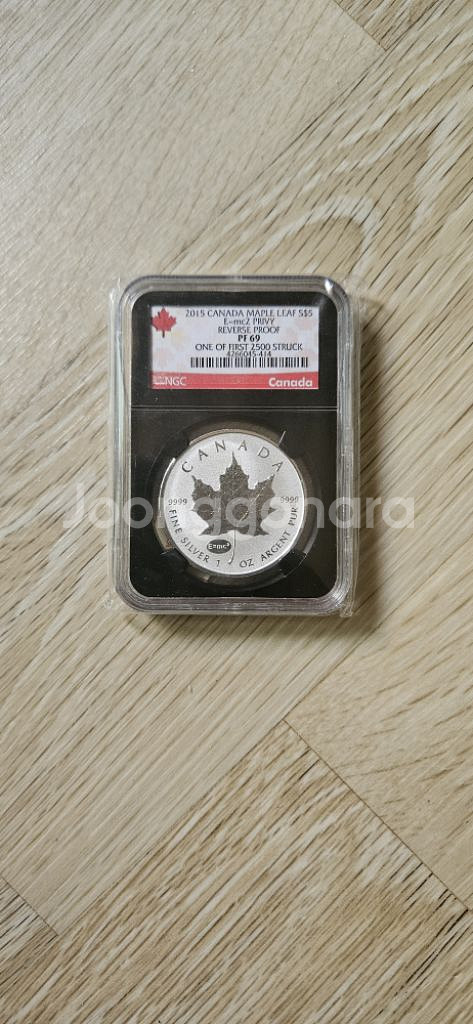 2015 CANADA MAPLE LEAF S$5
E=mc2 PRIVY
REVERSE PROOF
PF 69
ONE OF FIRST 2500 STRUCK
4266045-414
NGC
Canada
CANADA
9999
9999
FINE SILVER 1 OZ ARGENT PUR
E=mc²
Joonggonara